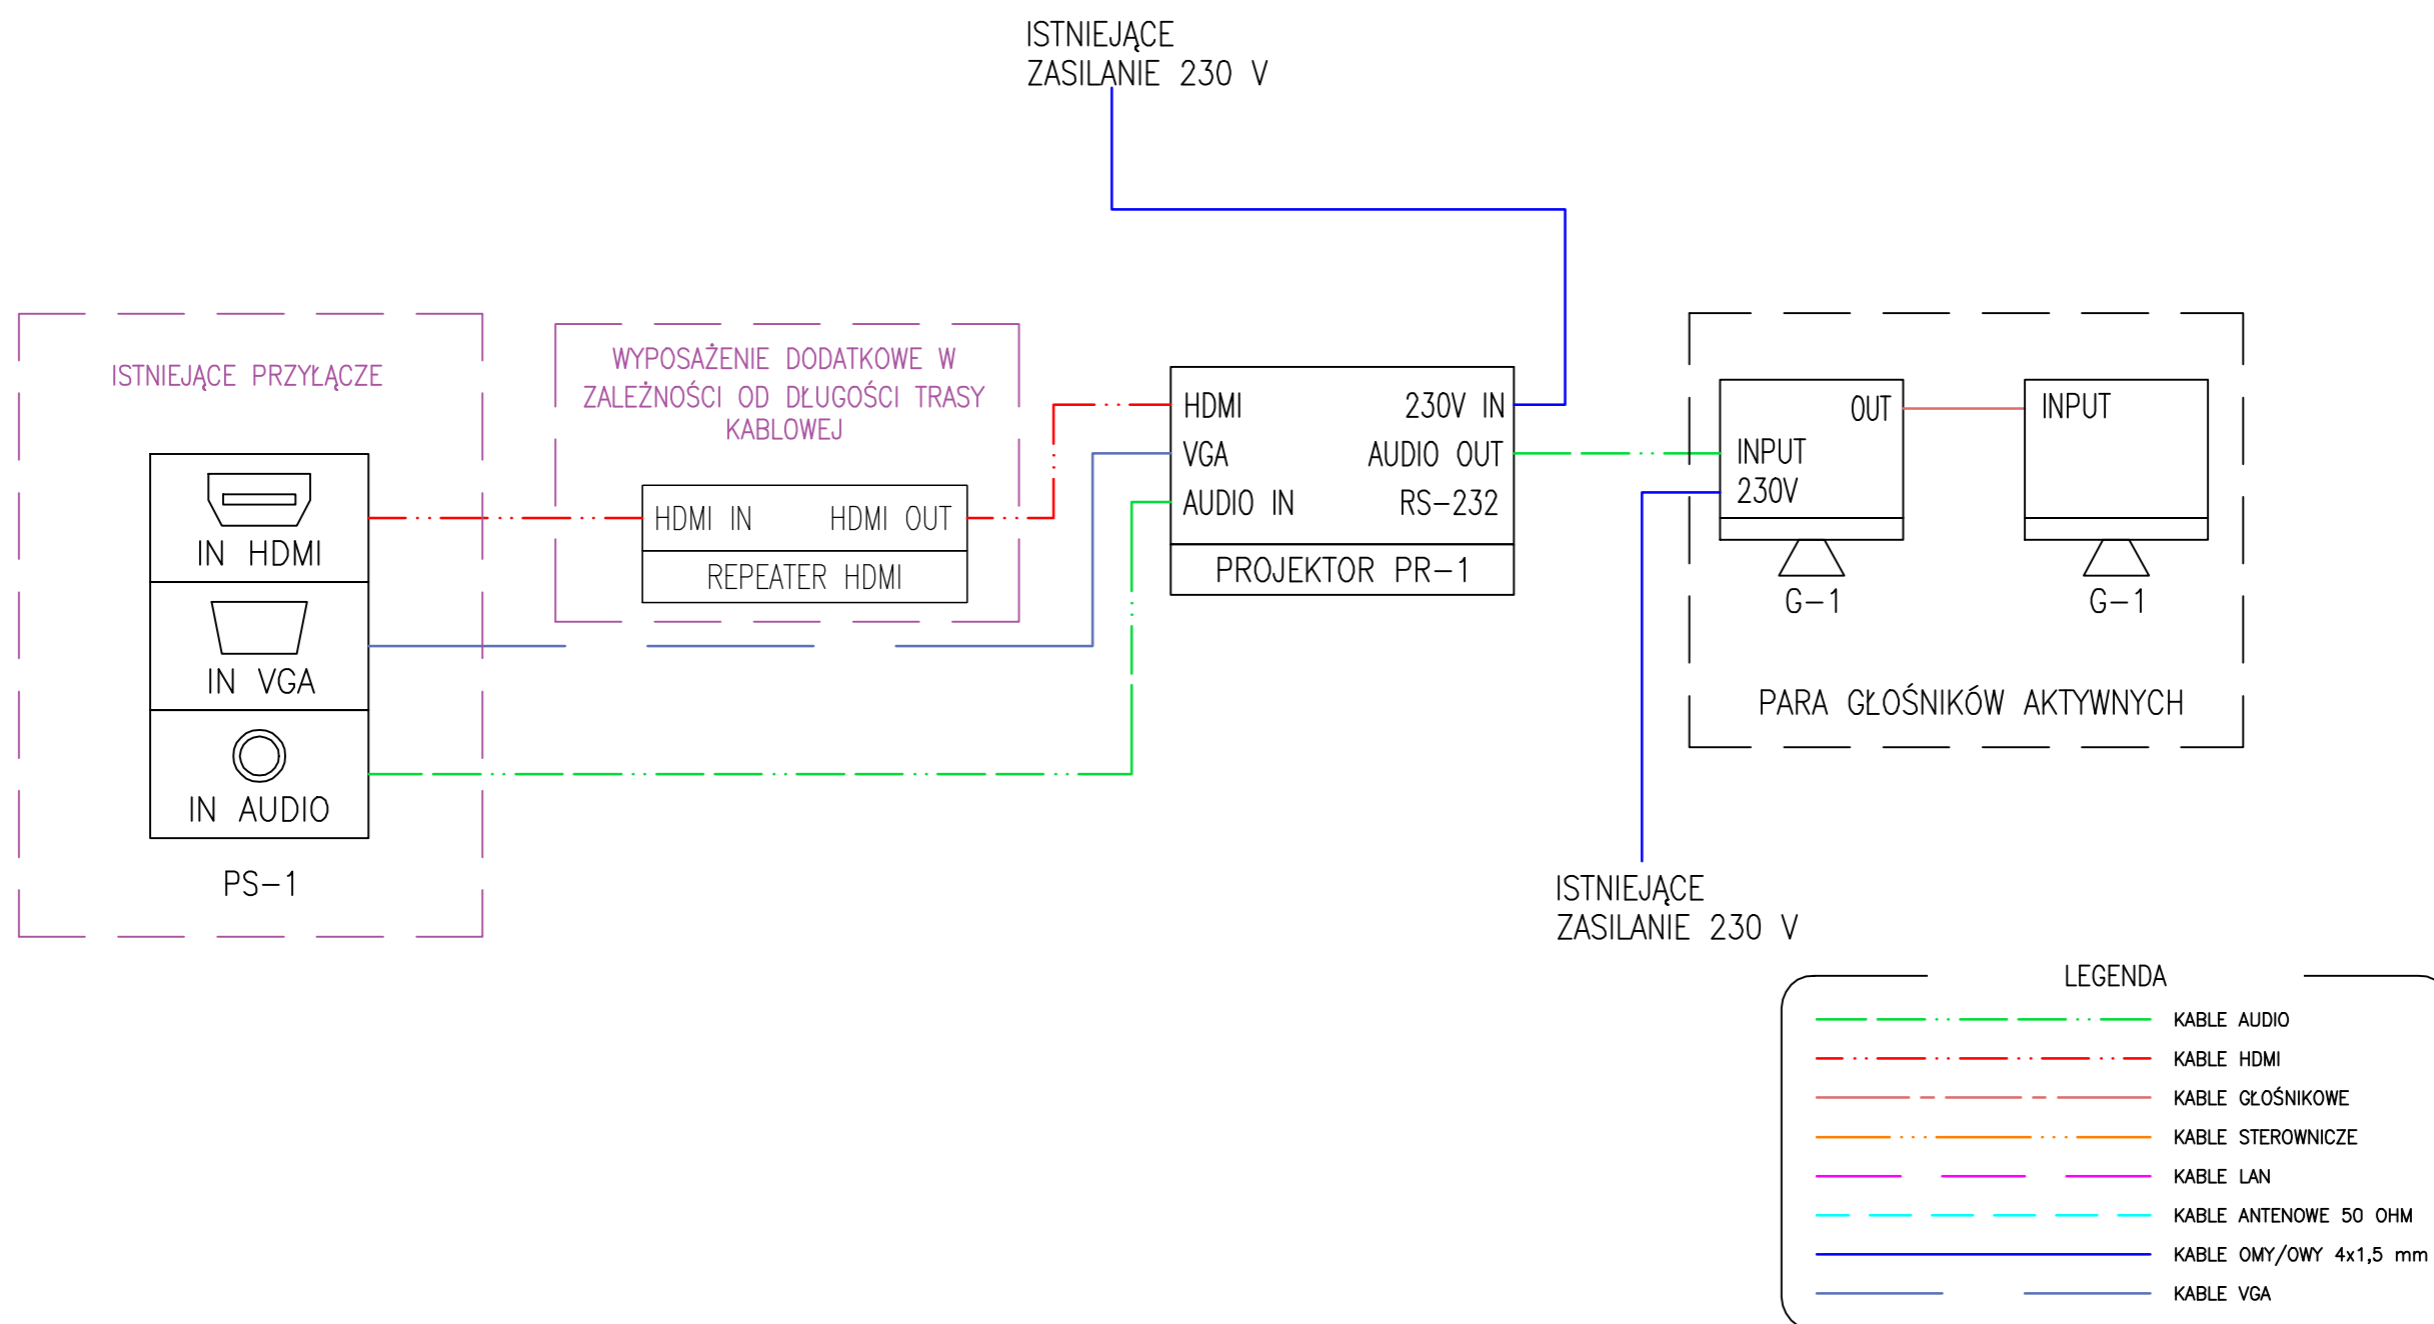 ISTNIEJĄCE
ZASILANIE 230 V
ISTNIEJĄCE PRZYŁĄCZE
IN HDMI
IN VGA
IN AUDIO
PS-1
WYPOSAŻENIE DODATKOWE W
ZALEŻNOŚCI OD DŁUGOŚCI TRASY
KABLOWEJ
HDMI IN HDMI OUT
REPEATER HDMI
HDMI 230V IN
VGA AUDIO OUT
AUDIO IN RS-232
PROJEKTOR PR-1
OUT
INPUT
230V
G-1
INPUT
G-1
PARA GŁOŚNIKÓW AKTYWNYCH
ISTNIEJĄCE
ZASILANIE 230 V
LEGENDA
KABLE AUDIO
KABLE HDMI
KABLE GŁOŚNIKOWE
KABLE STEROWNICZE
KABLE LAN
KABLE ANTENOWE 50 OHM
KABLE OMY/OWY 4x1,5 mm
KABLE VGA